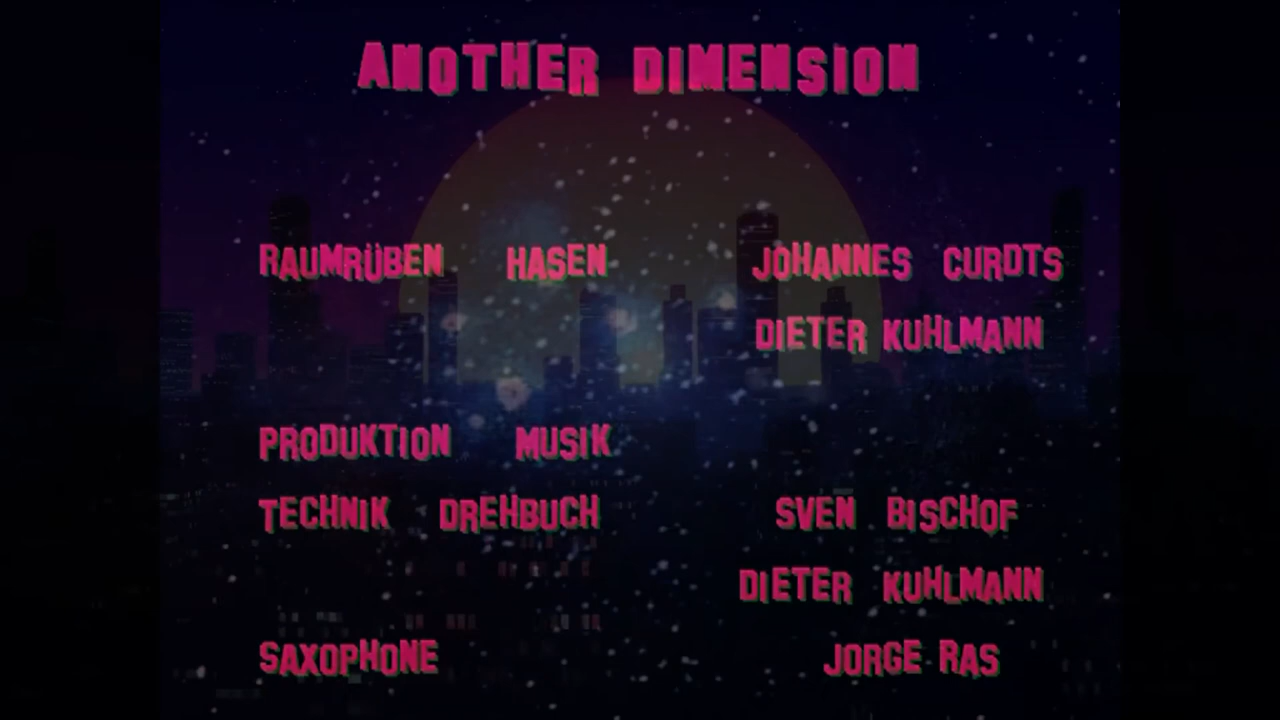 ANOTHER DIMENSION
RAUMRÜBEN HASEN JOHANNES CURDTS
DIETER KUHLMANN
PRODUKTION MUSIK
TECHNIK DREHBUCH SVEN BISCHOF
DIETER KUHLMANN
SAXOPHONE JORGE RAS